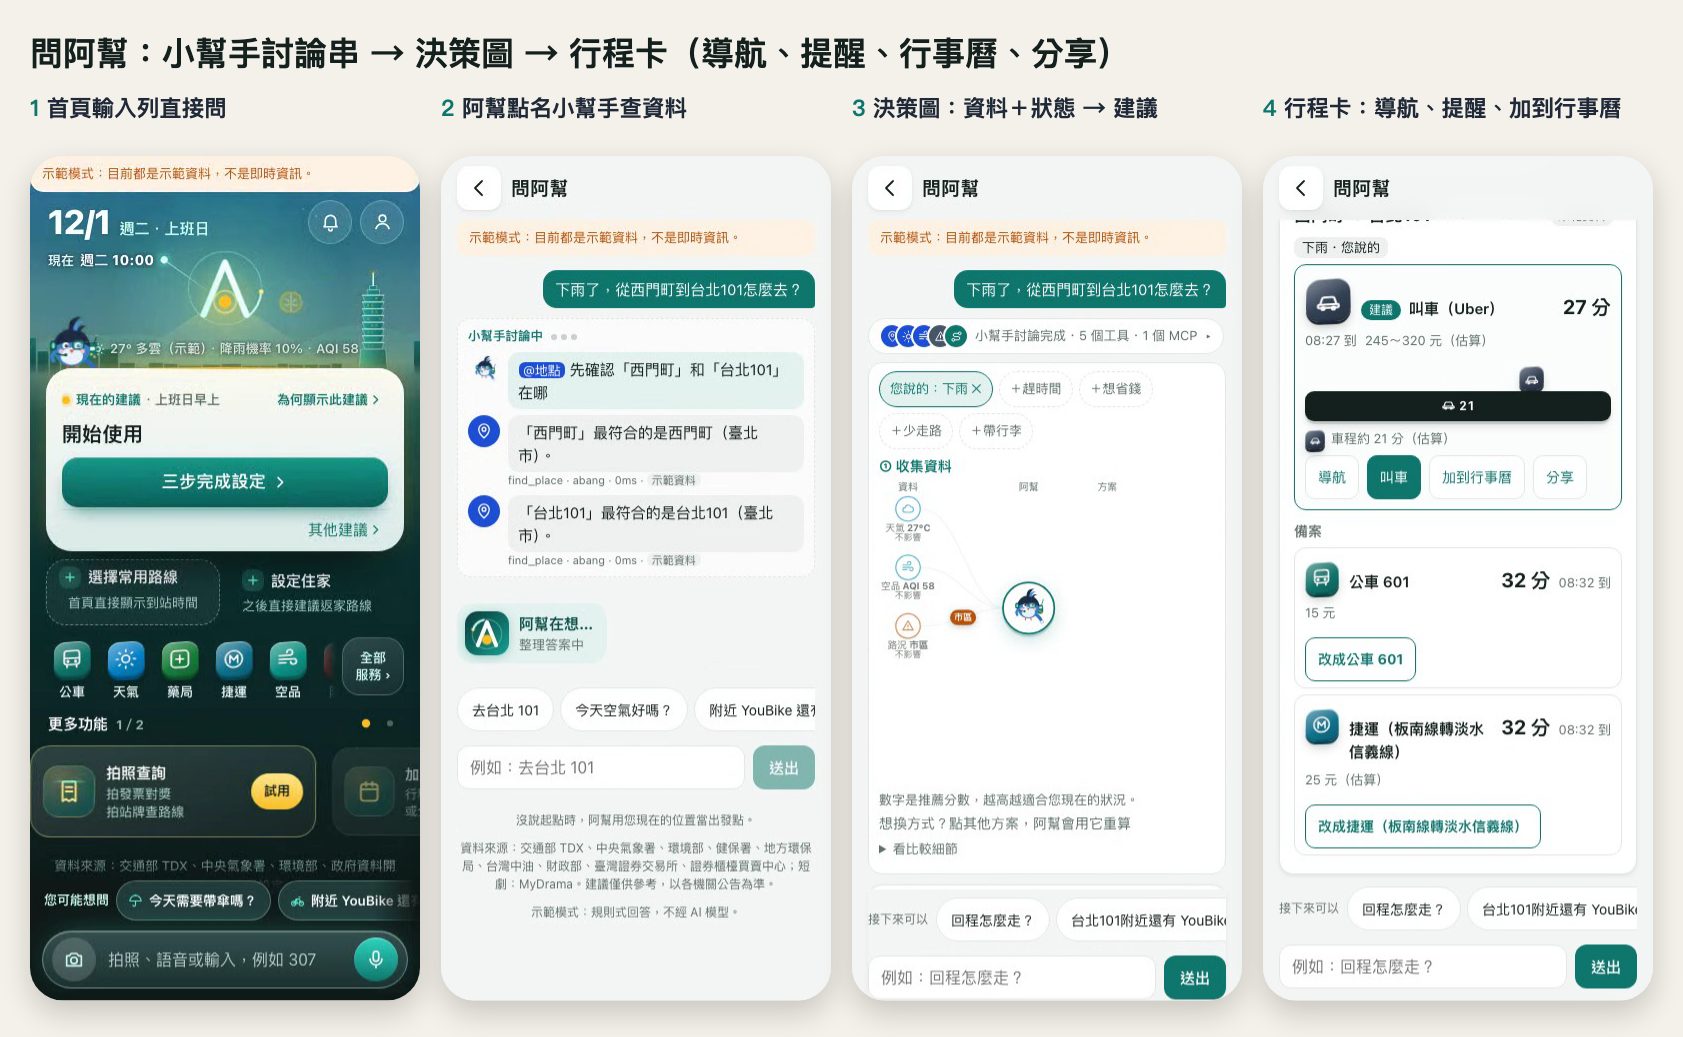 問阿幫：小幫手討論串 → 決策圖 → 行程卡（導航、提醒、行事曆、分享）
1 首頁輸入列直接問
示範模式：目前都是示範資料，不是即時資訊。
12/1 週二 · 上班日
現在 週二 10:00
27° 多雲（示範）· 降雨機率 10% · AQI 58
現在的建議 · 上班日早上
為何顯示此建議 >
開始使用
三步完成設定 >
其他建議 >
+ 選擇常用路線
首頁直接顯示到站時間
+ 設定住家
之後直接建議返家路線
公車 天氣 藥局 捷運 空品
全部
服務 ›
更多功能 1 / 2
拍照查詢
拍發票對獎
拍站牌查路線
試用
加
行
或
資料來源：交通部 TDX、中央氣象署、環境部、政府資料開
您可能想問
今天需要帶傘嗎？
附近 YouBike 還
拍照、語音或輸入，例如 307
2 阿幫點名小幫手查資料
問阿幫
示範模式：目前都是示範資料，不是即時資訊。
下雨了，從西門町到台北101怎麼去？
小幫手討論中
@地點 先確認「西門町」和「台北101」
在哪
「西門町」最符合的是西門町（臺北
市）。
find_place · abang · 0ms · 示範資料
「台北101」最符合的是台北101（臺北
市）。
find_place · abang · 0ms · 示範資料
阿幫在想...
整理答案中
去台北 101
今天空氣好嗎？
附近 YouBike 還有
例如：去台北 101
送出
沒說起點時，阿幫用您現在的位置當出發點。
資料來源：交通部 TDX、中央氣象署、環境部、健保署、地方環保
局、台灣中油、財政部、臺灣證券交易所、證券櫃檯買賣中心；短
劇：MyDrama。建議僅供參考，以各機關公告為準。
示範模式：規則式回答，不經 AI 模型。
3 決策圖：資料＋狀態 → 建議
問阿幫
示範模式：目前都是示範資料，不是即時資訊。
下雨了，從西門町到台北101怎麼去？
小幫手討論完成 · 5 個工具 · 1 個 MCP
您說的：下雨 ✕
＋趕時間
＋想省錢
＋少走路
＋帶行李
① 收集資料
資料 阿幫 方案
天氣 27°C
不影響
空品 AQI 58
不影響
市區
路況 市區
不影響
數字是推薦分數，越高越適合您現在的狀況。
想換方式？點其他方案，阿幫會用它重算
▶ 看比較細節
接下來可以
回程怎麼走？
台北101附近還有 YouBike
例如：回程怎麼走？
送出
4 行程卡：導航、提醒、加到行事曆
問阿幫
下雨 · 您說的
建議 叫車（Uber） 27 分
08:27 到 245～320 元（估算）
21
車程約 21 分（估算）
導航
叫車
加到行事曆
分享
備案
公車 601 32 分 08:32 到
15 元
改成公車 601
捷運（板南線轉淡水 32 分 08:32 到
信義線）
25 元（估算）
改成捷運（板南線轉淡水信義線）
接下來可以
回程怎麼走？
台北101附近還有 YouBike
例如：回程怎麼走？
送出